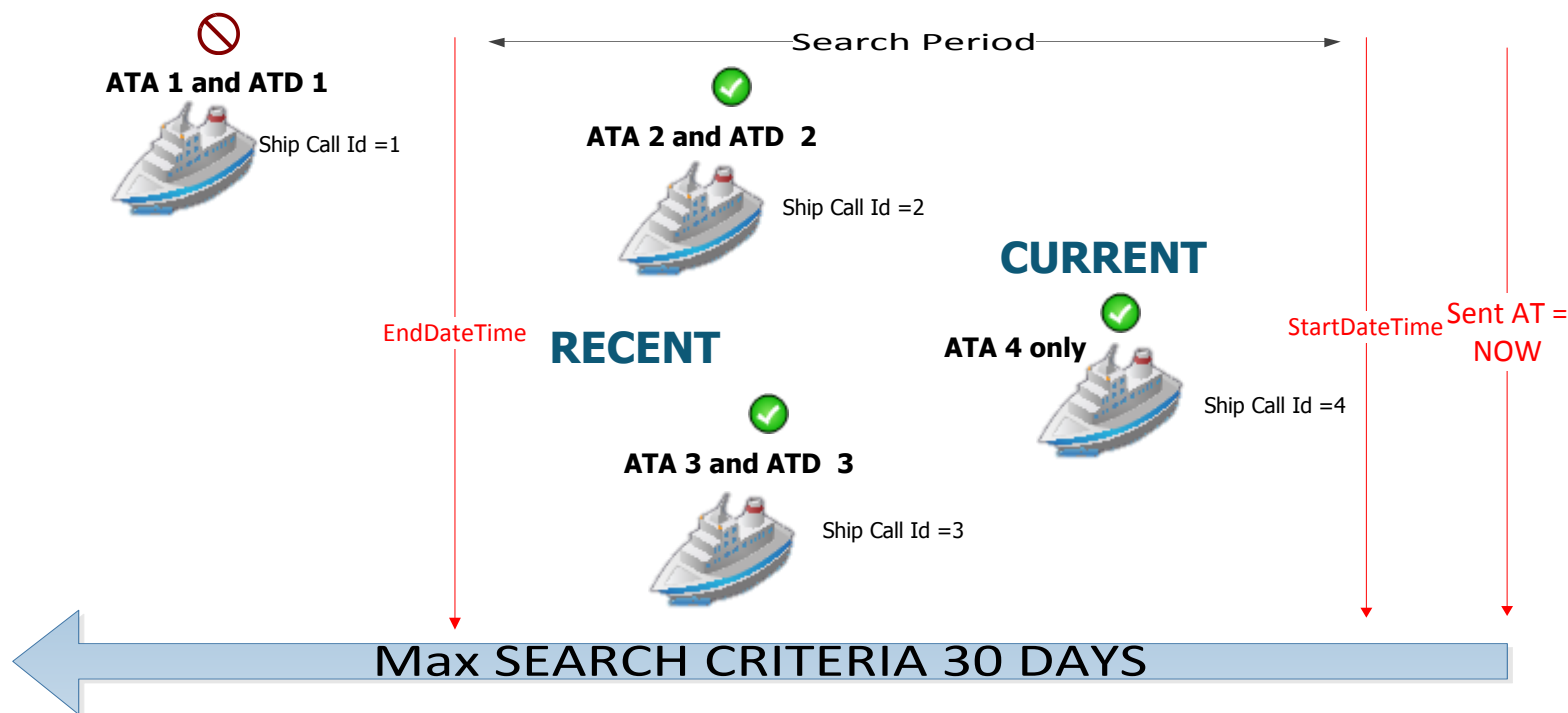 Search Period
ATA 1 and ATD 1
Ship Call Id =1
ATA 2 and ATD  2
Ship Call Id =2
CURRENT
EndDateTime
RECENT
ATA 4 only
StartDateTime
Sent AT =
NOW
Ship Call Id =4
ATA 3 and ATD  3
Ship Call Id =3
Max SEARCH CRITERIA 30 DAYS